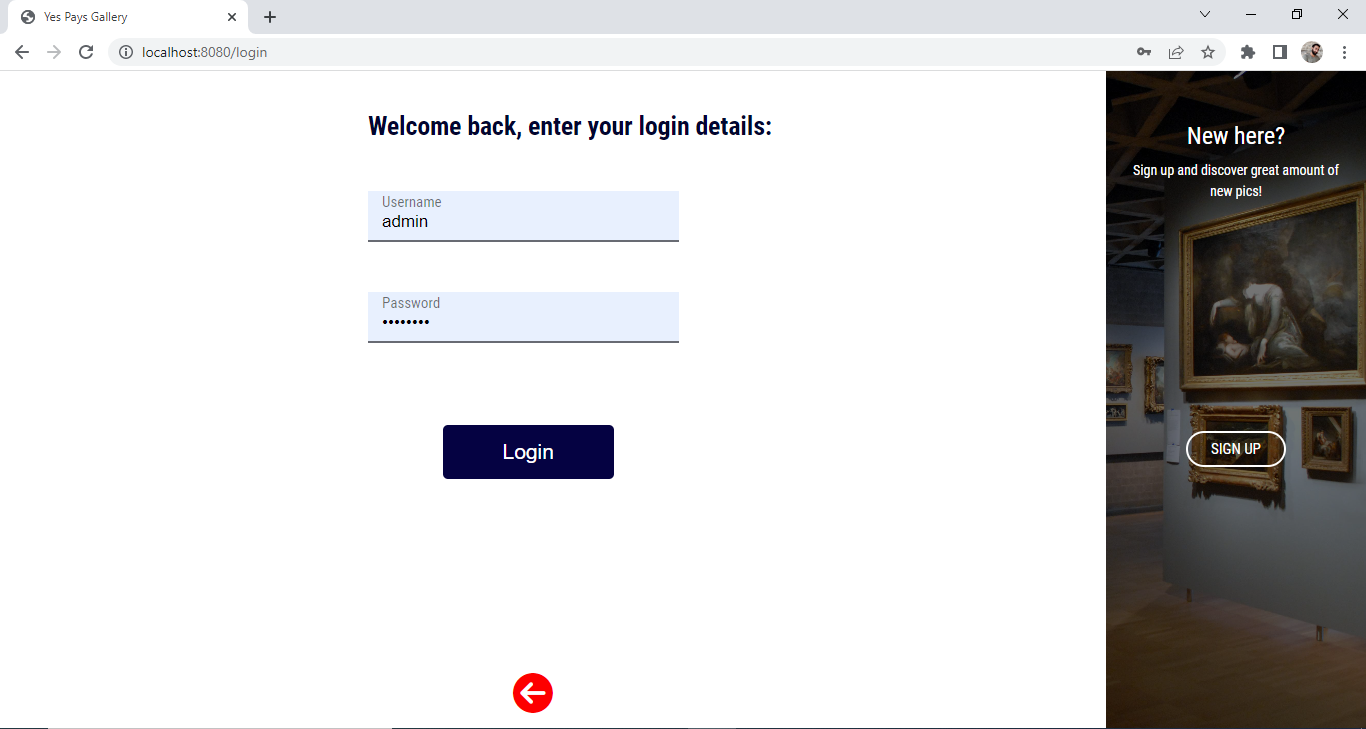 Yes Pays Gallery
localhost:8080/login
Welcome back, enter your login details:
Username
admin
Password
••••••••
Login
New here?
Sign up and discover great amount of
new pics!
SIGN UP